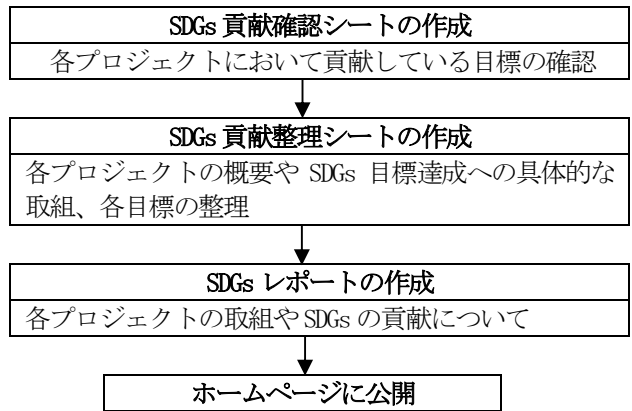 SDGs 貢献確認シートの作成
各プロジェクトにおいて貢献している目標の確認
SDGs 貢献整理シートの作成
各プロジェクトの概要や SDGs 目標達成への具体的な
取組、各目標の整理
SDGs レポートの作成
各プロジェクトの取組や SDGs の貢献について
ホームページに公開